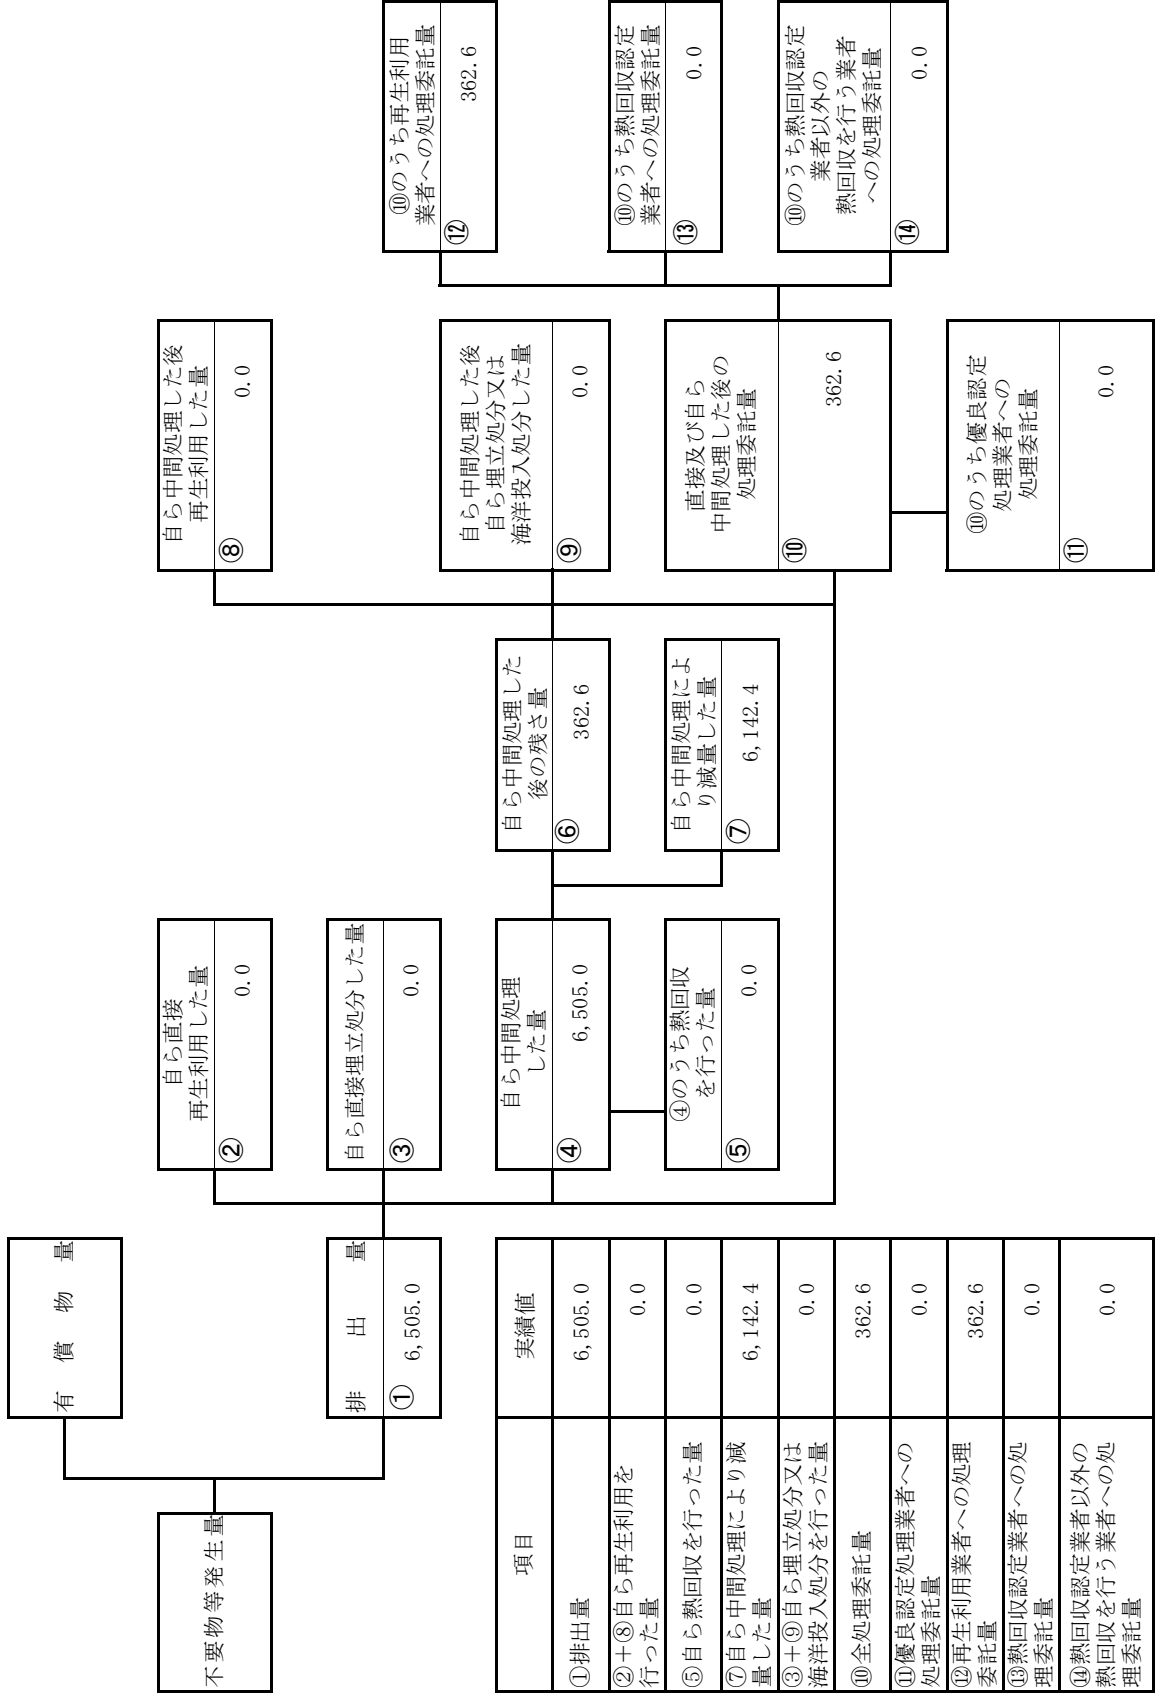 有償物量
不要物等発生量
排出量
① 6,505.0
自ら直接
再生利用した量
② 0.0
自ら直接埋立処分した量
③ 0.0
自ら中間処理
した量
④ 6,505.0
④のうち熱回収
を行った量
⑤ 0.0
自ら中間処理した
後の残さ量
⑥ 362.6
自ら中間処理によ
り減量した量
⑦ 6,142.4
自ら中間処理した後
再生利用した量
⑧ 0.0
自ら中間処理した後
自ら埋立処分又は
海洋投入処分した量
⑨ 0.0
直接及び自ら
中間処理した後の
処理委託量
⑩ 362.6
⑩のうち優良認定
処理業者への
処理委託量
⑪ 0.0
⑩のうち再生利用
業者への処理委託量
⑫ 362.6
⑩のうち熱回収認定
業者への処理委託量
⑬ 0.0
⑩のうち熱回収認定
業者以外の
熱回収を行う業者
への処理委託量
⑭ 0.0
項目 実績値
①排出量 6,505.0
②+⑧自ら再生利用を
行った量 0.0
⑤自ら熱回収を行った量 0.0
⑦自ら中間処理により減
量した量 6,142.4
③+⑨自ら埋立処分又は
海洋投入処分を行った量 0.0
⑩全処理委託量 362.6
⑪優良認定処理業者への
処理委託量 0.0
⑫再生利用業者への処理
委託量 362.6
⑬熱回収認定業者への処
理委託量 0.0
⑭熱回収認定業者以外の
熱回収を行う業者への処
理委託量 0.0